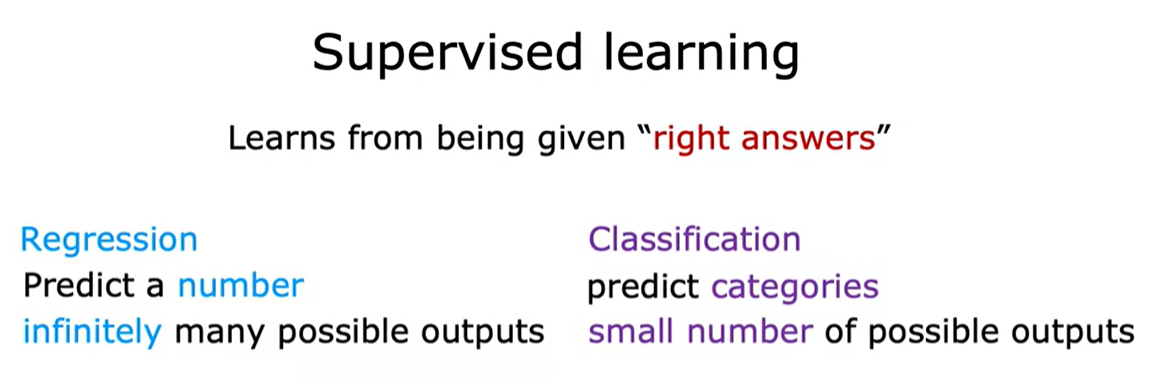 Supervised learning
Learns from being given “right answers”
Regression
Predict a number
infinitely many possible outputs
Classification
predict categories
small number of possible outputs